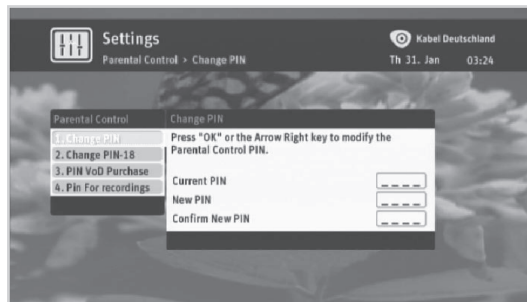 Settings
Kabel Deutschland
Parental Control > Change PIN
Th 31. Jan 03:24
Parental Control
Change PIN
1. Change PIN
2. Change PIN-18
3. PIN VoD Purchase
4. Pin For recordings
Press "OK" or the Arrow Right key to modify the
Parental Control PIN.
Current PIN _ _ _ _
New PIN _ _ _ _
Confirm New PIN _ _ _ _